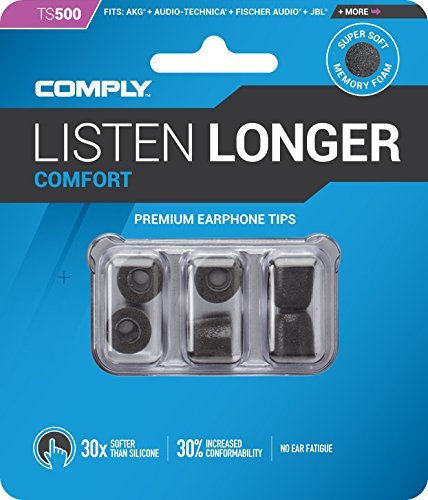 TS500
FITS: AKG® + AUDIO-TECHNICA® + FISCHER AUDIO® + JBL®
+ MORE
SUPER SOFT
MEMORY FOAM
COMPLY™
LISTEN LONGER
COMFORT
PREMIUM EARPHONE TIPS
30x SOFTER THAN SILICONE
30% INCREASED CONFORMABILITY
NO EAR FATIGUE